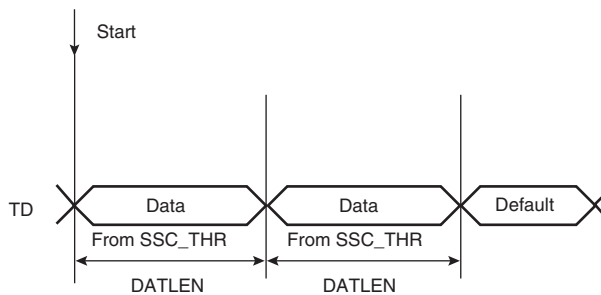 Start
TD
Data
Data
Default
From SSC_THR
From SSC_THR
DATLEN
DATLEN